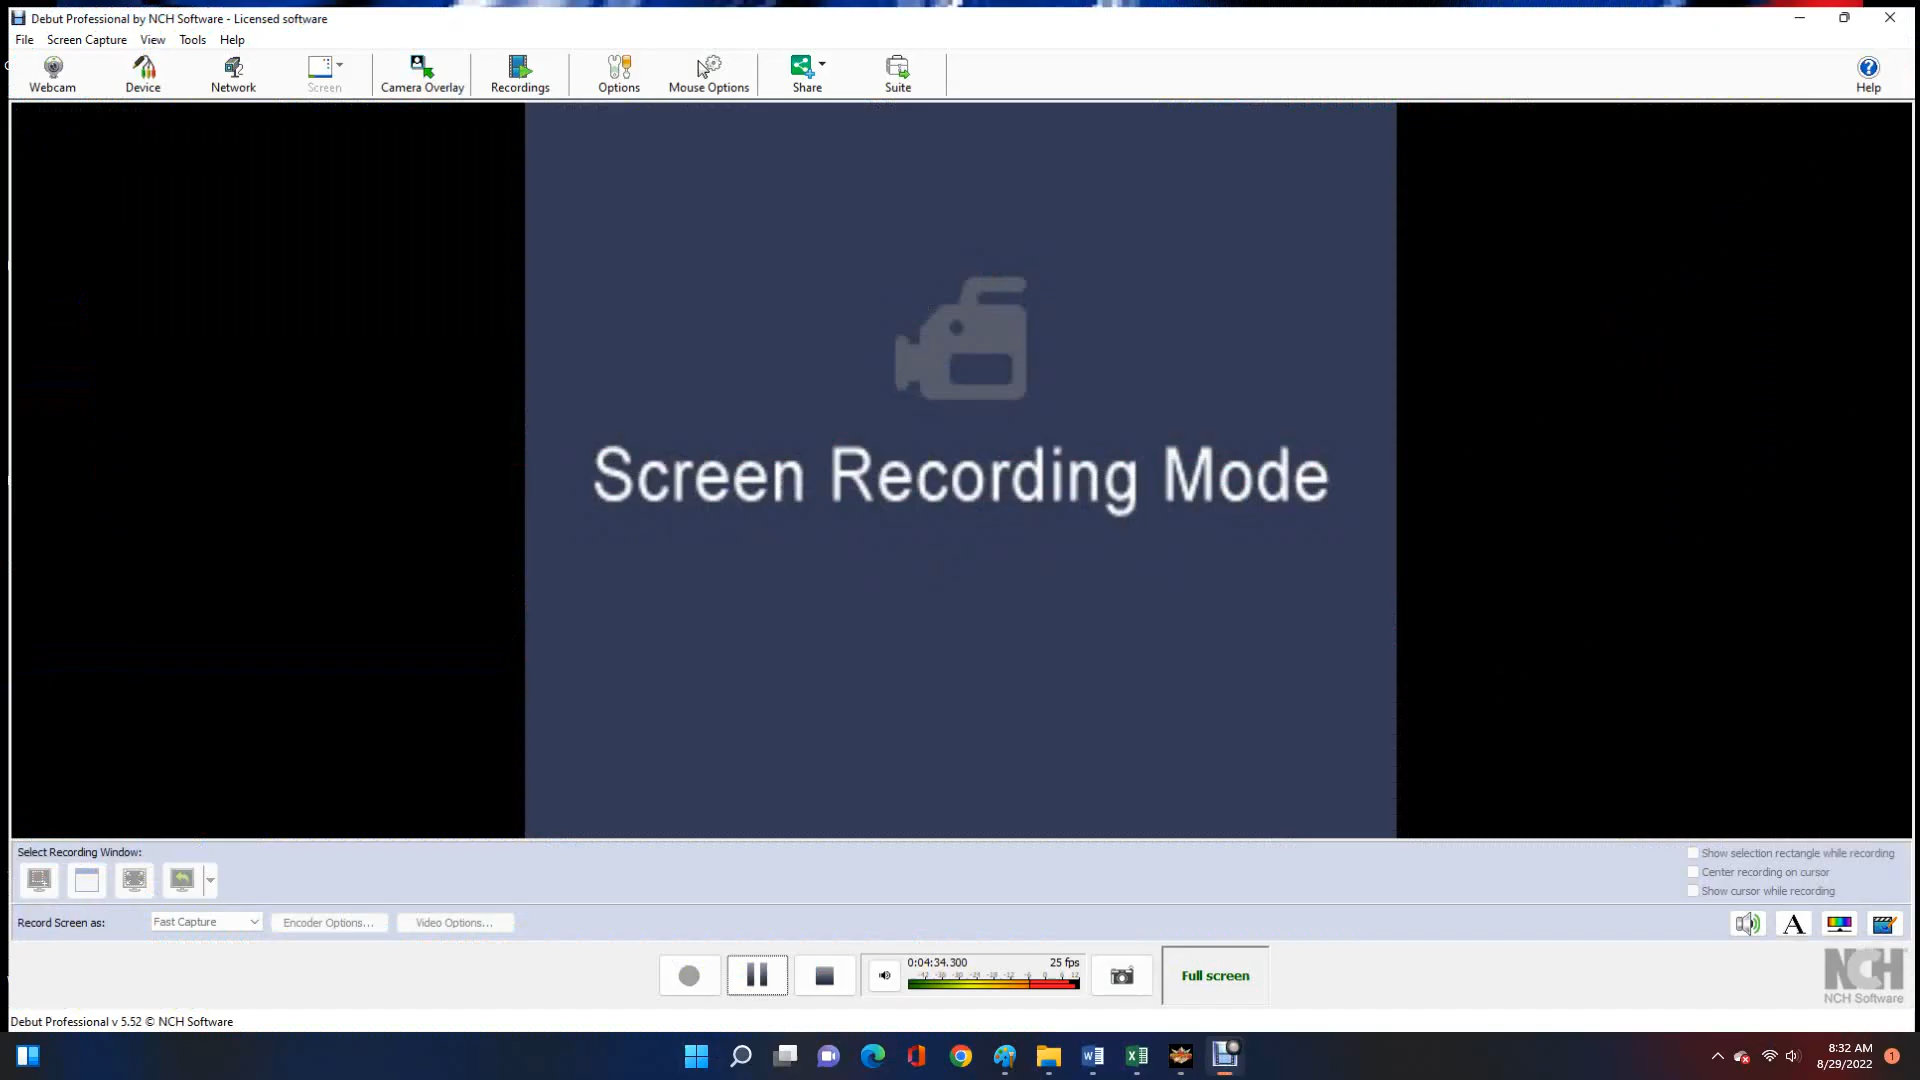 Debut Professional by NCH Software - Licensed software
File Screen Capture View Tools Help
Webcam Device Network Screen Camera Overlay Recordings Options Mouse Options Share Suite Help
Screen Recording Mode
Select Recording Window:
Show selection rectangle while recording
Center recording on cursor
Show cursor while recording
Record Screen as: Fast Capture Encoder Options... Video Options...
A
0:04:34.300 25 fps
Full screen
NCH
NCH Software
Debut Professional v 5.52 © NCH Software
8:32 AM
8/29/2022
1